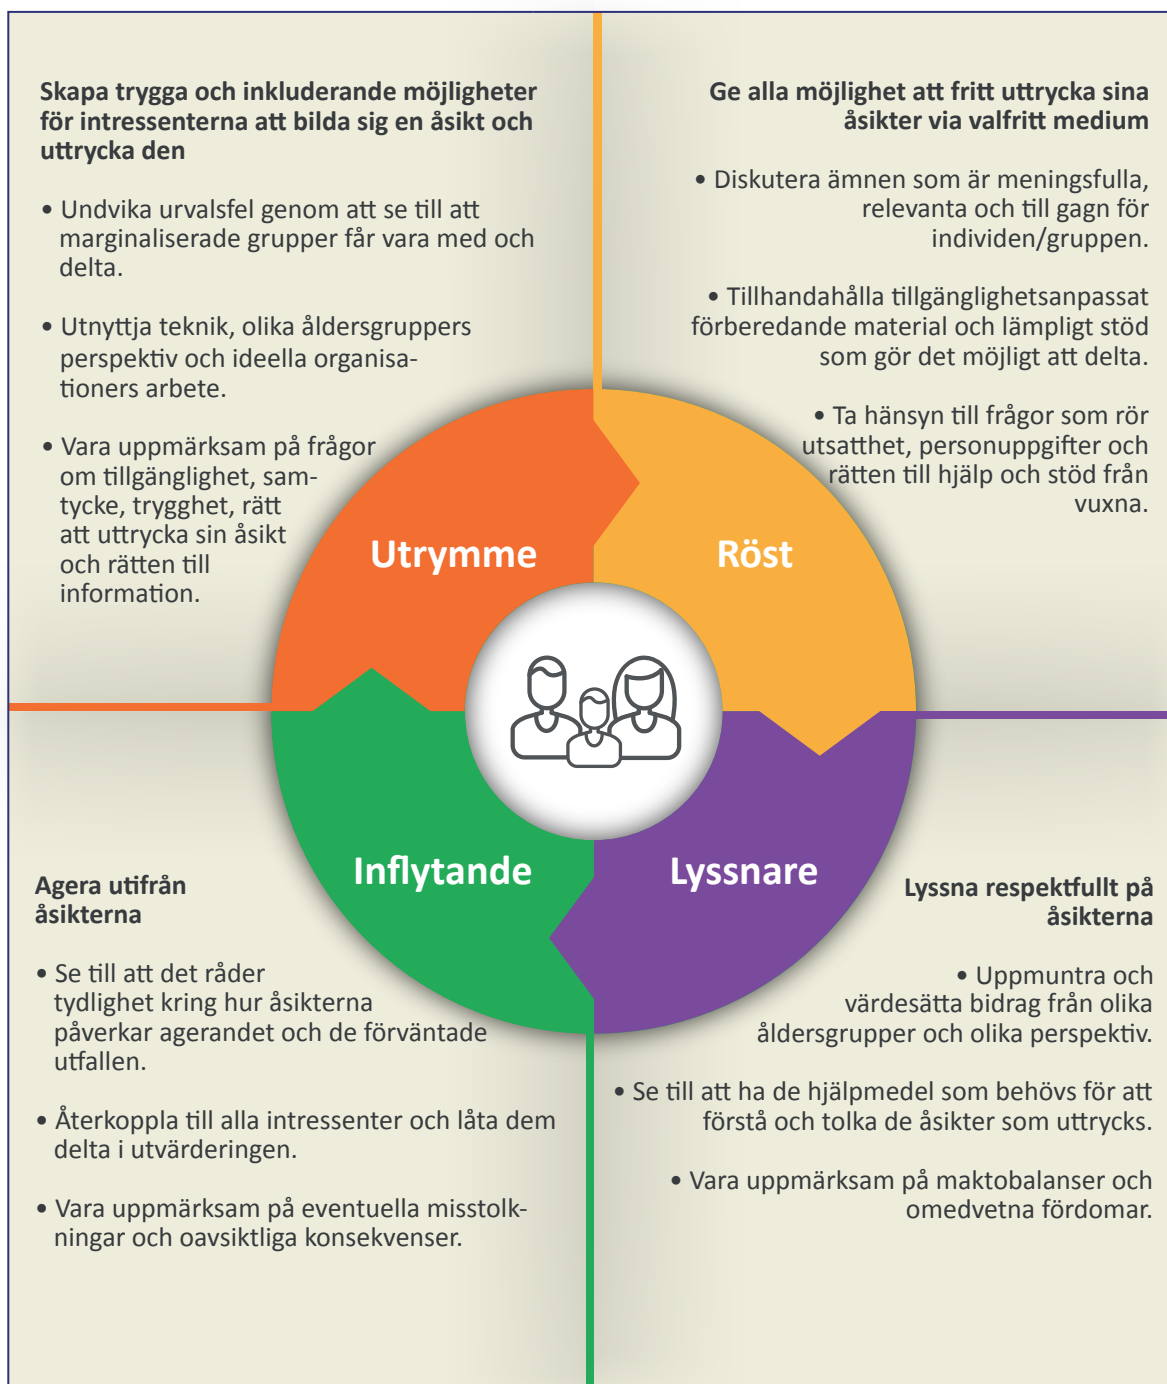 Skapa trygga och inkluderande möjligheter
för intressenterna att bilda sig en åsikt och
uttrycka den
• Undvika urvalsfel genom att se till att
marginaliserade grupper får vara med och
delta.
• Utnyttja teknik, olika åldersgruppers
perspektiv och ideella organisa-
tioners arbete.
• Vara uppmärksam på frågor
om tillgänglighet, sam-
tycke, trygghet, rätt
att uttrycka sin åsikt
och rätten till
information.
Ge alla möjlighet att fritt uttrycka sina
åsikter via valfritt medium
• Diskutera ämnen som är meningsfulla,
relevanta och till gagn för
individen/gruppen.
• Tillhandahålla tillgänglighetsanpassat
förberedande material och lämpligt stöd
som gör det möjligt att delta.
• Ta hänsyn till frågor som rör
utsatthet, personuppgifter och
rätten till hjälp och stöd från
vuxna.
Utrymme
Röst
Inflytande
Lyssnare
Agera utifrån
åsikterna
• Se till att det råder
tydlighet kring hur åsikterna
påverkar agerandet och de förväntade
utfallen.
• Återkoppla till alla intressenter och låta dem
delta i utvärderingen.
• Vara uppmärksam på eventuella misstolk-
ningar och oavsiktliga konsekvenser.
Lyssna respektfullt på
åsikterna
• Uppmuntra och
värdesätta bidrag från olika
åldersgrupper och olika perspektiv.
• Se till att ha de hjälpmedel som behövs för att
förstå och tolka de åsikter som uttrycks.
• Vara uppmärksam på maktobalanser och
omedvetna fördomar.